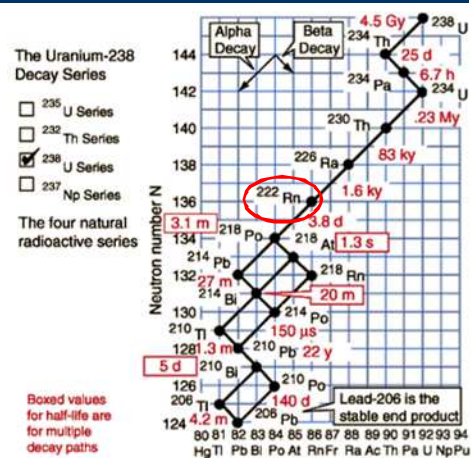 The Uranium-238
Decay Series
235 U Series
232 Th Series
238 U Series
237 Np Series
The four natural
radioactive series
Boxed values
for half-life are
for multiple
decay paths
Neutron number N
144
142
140
138
136
134
132
130
128
126
124
Alpha
Decay
Beta
Decay
4.5 Gy
238 U
234 Th
25 d
234 Pa
6.7 h
234 U
.23 My
230 Th
83 ky
226 Ra
1.6 ky
222 Rn
3.8 d
3.1 m
218 Po
218 At
1.3 s
214 Pb
27 m
218 Rn
214 Bi
20 m
214 Po
150 µs
210 Tl
1.3 m
210 Pb
22 y
5 d
210 Bi
210 Po
140 d
206 Tl
4.2 m
206 Pb
Lead-206 is the
stable end product
80 81 82 83 84 85 86 87 88 89 90 91 92 93 94
Hg Tl Pb Bi Po At Rn Fr Ra Ac Th Pa U Np Pu